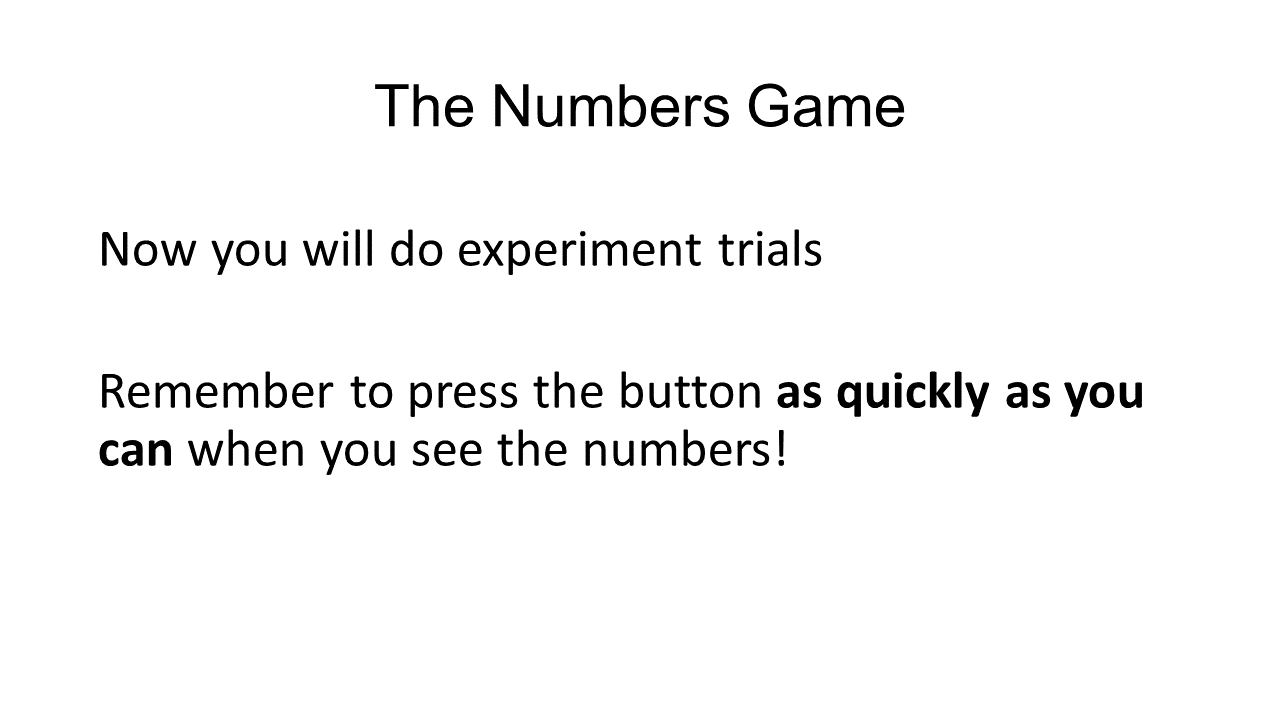 The Numbers Game
Now you will do experiment trials
Remember to press the button as quickly as you
can when you see the numbers!